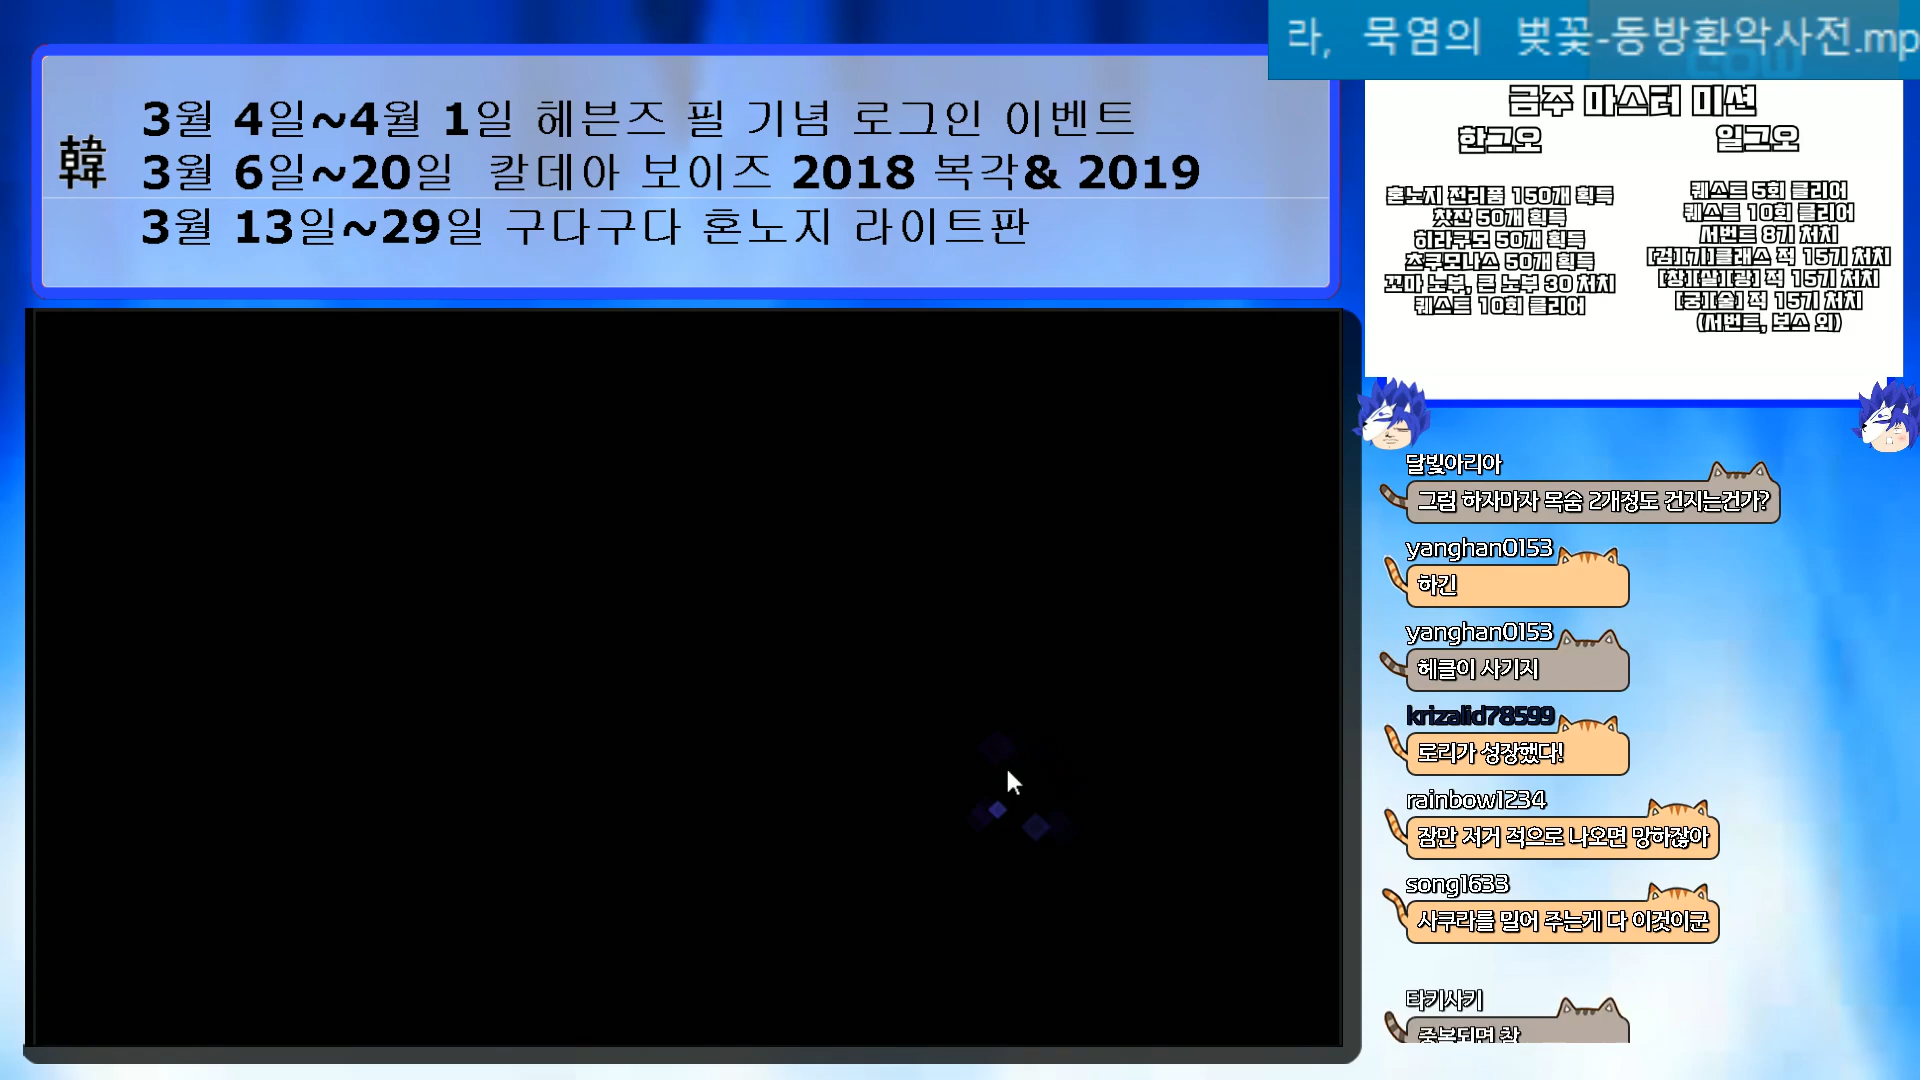 라, 묵염의 벚꽃-동방환악사전.mp
韓
3월 4일~4월 1일 헤븐즈 필 기념 로그인 이벤트
3월 6일~20일 칼데아 보이즈 2018 복각& 2019
3월 13일~29일 구다구다 혼노지 라이트판
금주 마스터 미션
한그오
혼노지 전리품 150개 획득
찻잔 50개 획득
히라구모 50개 획득
츠쿠모나스 50개 획득
꼬마 노부, 큰 노부 30 처치
퀘스트 10회 클리어
일그오
퀘스트 5회 클리어
퀘스트 10회 클리어
서번트 8기 처치
[검][기]클래스 적 15기 처치
[창][살][광] 적 15기 처치
[궁][술] 적 15기 처치
(서번트, 보스 외)
달빛아리아
그럼 하자마자 목숨 2개정도 건지는건가?
yanghan0153
하긴
yanghan0153
헤클이 사기지
krizalid78599
로리가 성장했다!
rainbow1234
잠만 저거 적으로 나오면 망하잖아
song1633
사쿠라를 밀어 주는게 다 이것이군
타키사키
중복되면 참